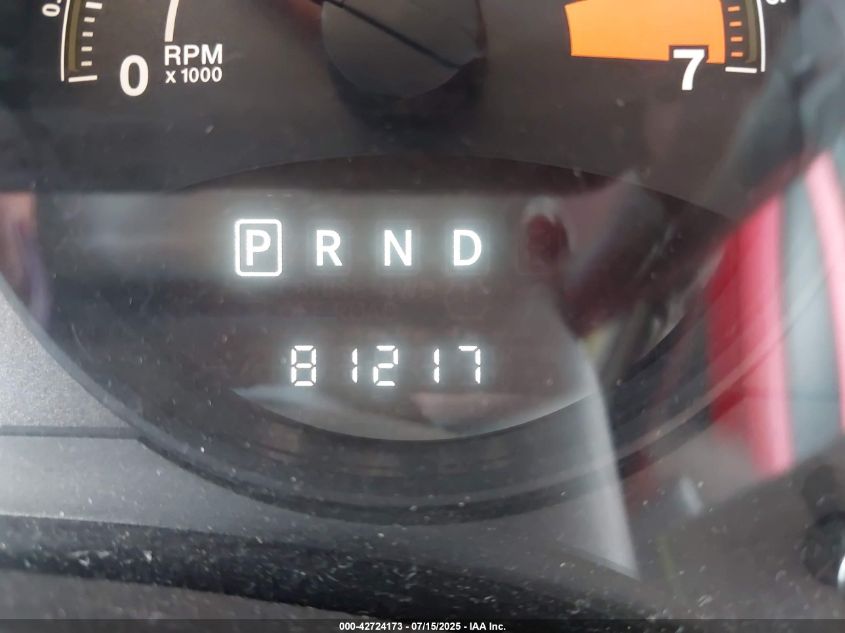 0 RPM 7
x 1000
P R N D
81217
000-42724173 - 07/15/2025 - IAA Inc.